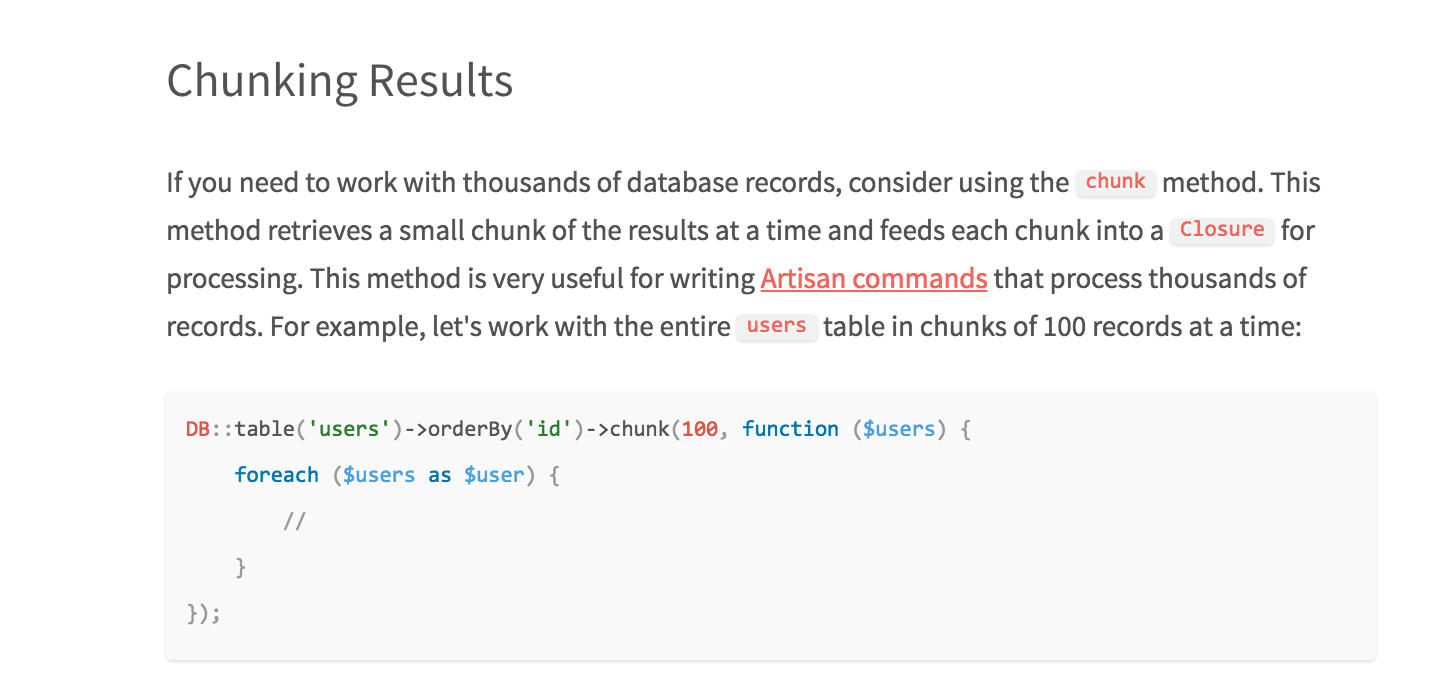 Chunking Results
If you need to work with thousands of database records, consider using the chunk method. This
method retrieves a small chunk of the results at a time and feeds each chunk into a Closure for
processing. This method is very useful for writing Artisan commands that process thousands of
records. For example, let's work with the entire users table in chunks of 100 records at a time:
DB::table('users')->orderBy('id')->chunk(100, function ($users) {
    foreach ($users as $user) {
        //
    }
});